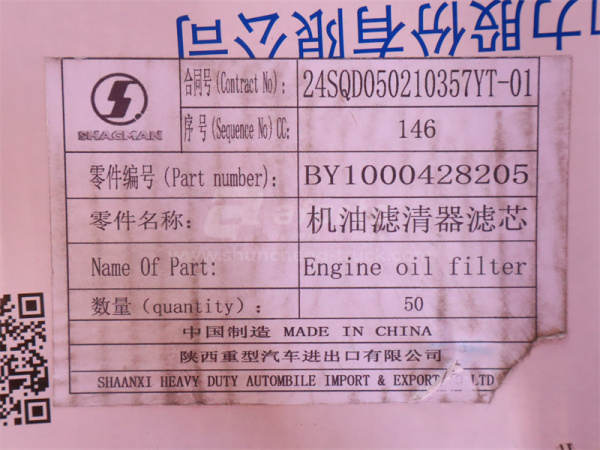 力股份有限公司
SHACMAN
合同号(Contract No): 24SQD050210357YT-01
序号(Sequence No)CC: 146
零件编号(Part number): BY1000428205
零件名称: 机油滤清器滤芯
Name Of Part: Engine oil filter
数量(quantity): 50
中国制造 MADE IN CHINA
陕西重型汽车进出口有限公司
SHAANXI HEAVY DUTY AUTOMBILE IMPORT & EXPORT CO LTD